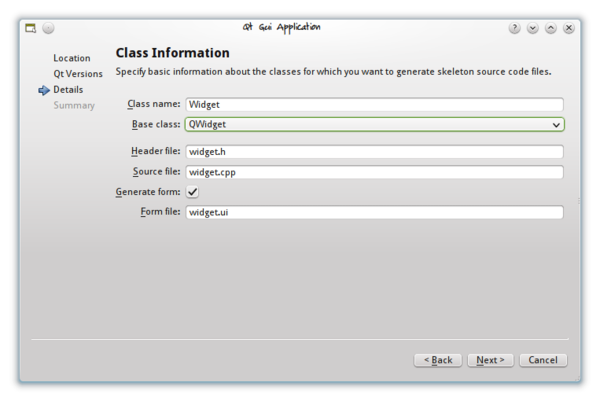 Qt Gui Application
Location
Qt Versions
Details
Summary
Class Information
Specify basic information about the classes for which you want to generate skeleton source code files.
Class name: Widget
Base class: QWidget
Header file: widget.h
Source file: widget.cpp
Generate form:
Form file: widget.ui
< Back Next > Cancel